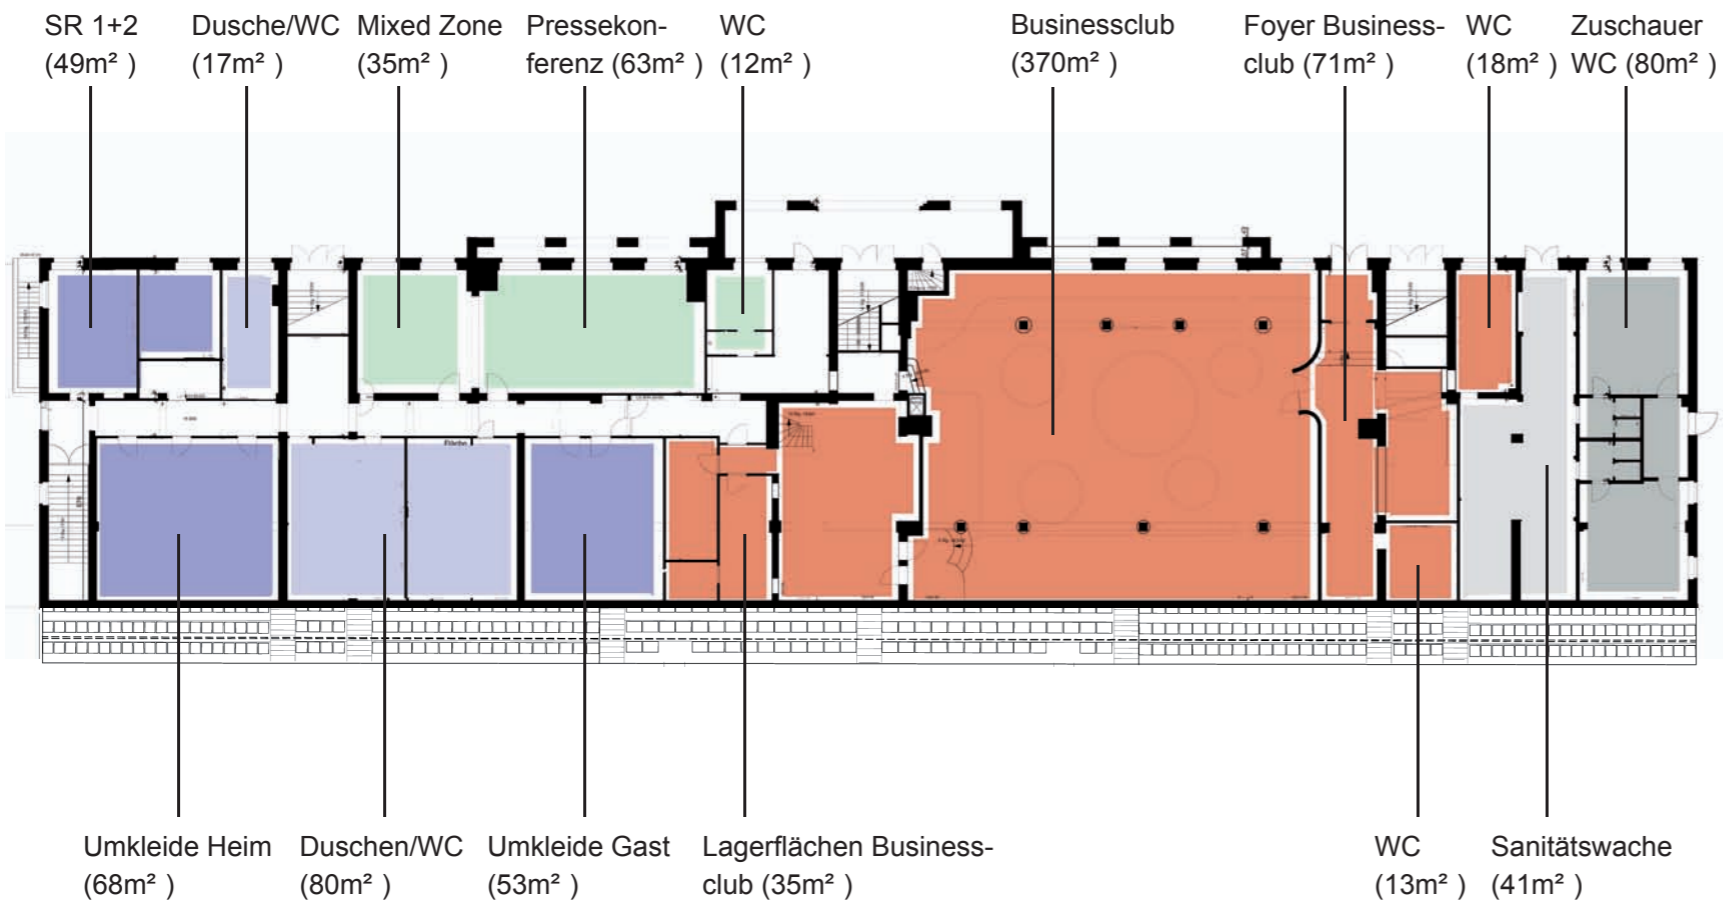 SR 1+2
(49m² )
Dusche/WC
(17m² )
Mixed Zone
(35m² )
Pressekon-
ferenz (63m² )
WC
(12m² )
Businessclub
(370m² )
Foyer Business-
club (71m² )
WC
(18m² )
Zuschauer
WC (80m² )
Umkleide Heim
(68m² )
Duschen/WC
(80m² )
Umkleide Gast
(53m² )
Lagerflächen Business-
club (35m² )
WC
(13m² )
Sanitätswache
(41m² )